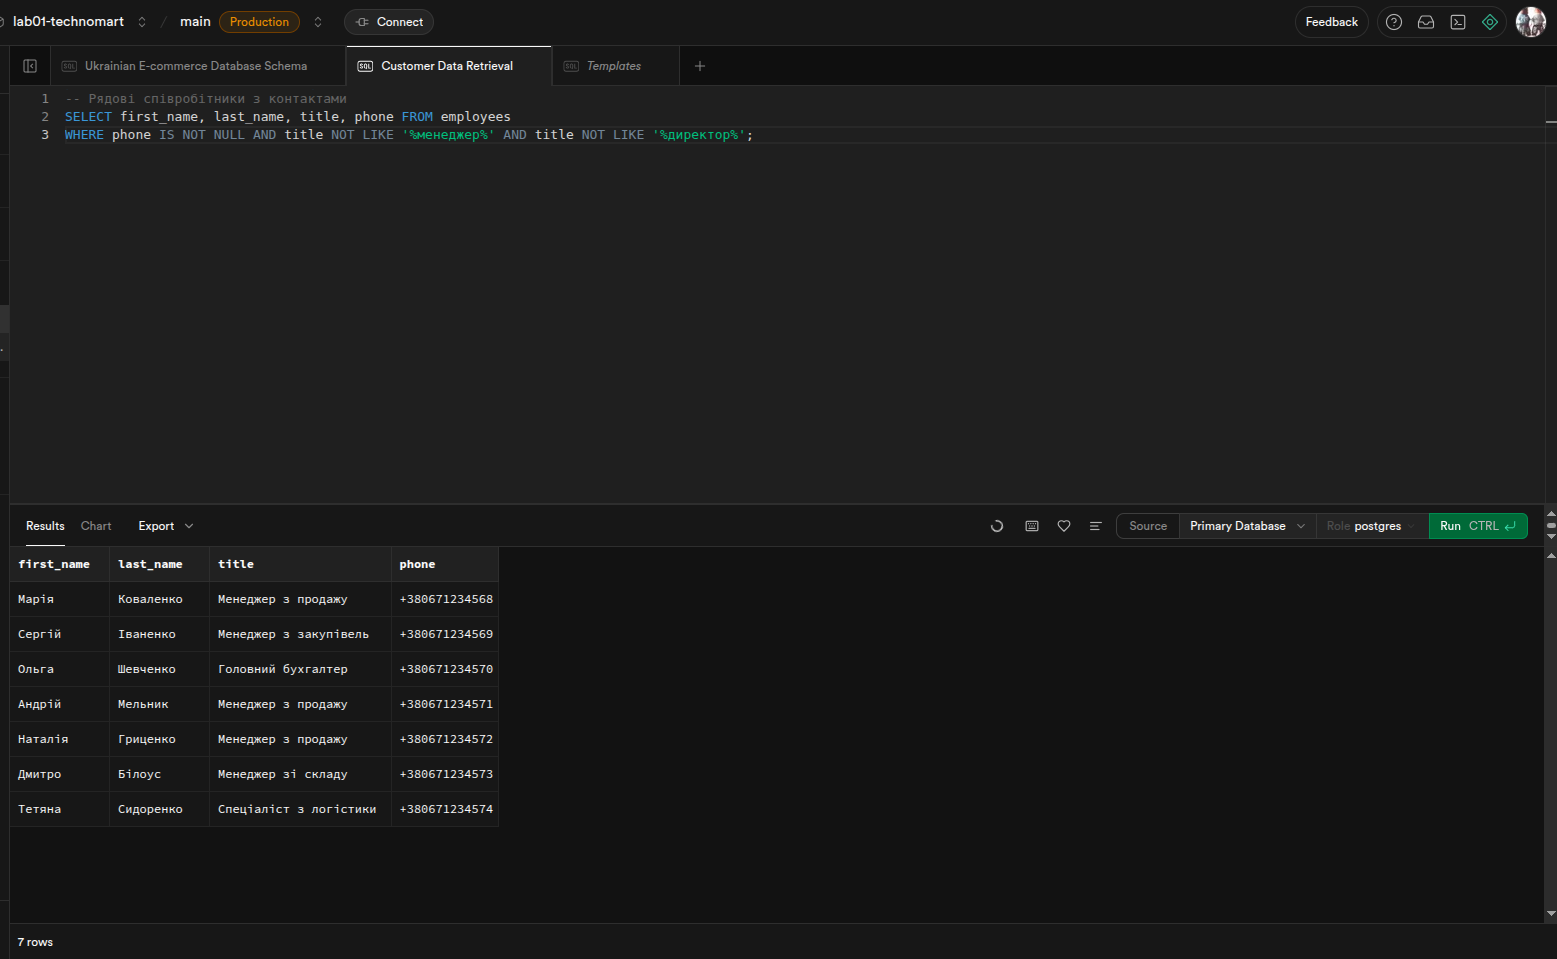 lab01-technomart / main Production Connect Feedback
SQL Ukrainian E-commerce Database Schema SQL Customer Data Retrieval SQL Templates +
1 -- Рядові співробітники з контактами
2 SELECT first_name, last_name, title, phone FROM employees
3 WHERE phone IS NOT NULL AND title NOT LIKE '%менеджер%' AND title NOT LIKE '%директор%';
Results Chart Export Source Primary Database Role postgres Run CTRL
first_name last_name title phone
Марія Коваленко Менеджер з продажу +380671234568
Сергій Іваненко Менеджер з закупівель +380671234569
Ольга Шевченко Головний бухгалтер +380671234570
Андрій Мельник Менеджер з продажу +380671234571
Наталія Гриценко Менеджер з продажу +380671234572
Дмитро Білоус Менеджер зі складу +380671234573
Тетяна Сидоренко Спеціаліст з логістики +380671234574
7 rows